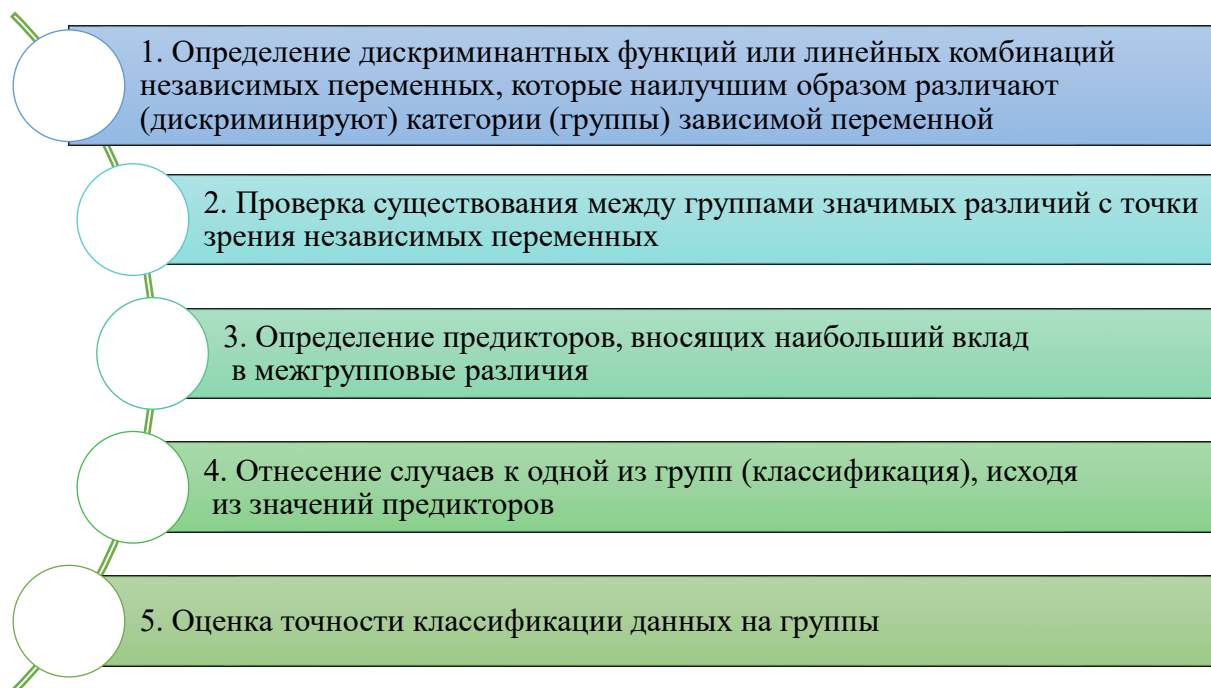 1. Определение дискриминантных функций или линейных комбинаций
независимых переменных, которые наилучшим образом различают
(дискриминируют) категории (группы) зависимой переменной
2. Проверка существования между группами значимых различий с точки
зрения независимых переменных
3. Определение предикторов, вносящих наибольший вклад
в межгрупповые различия
4. Отнесение случаев к одной из групп (классификация), исходя
из значений предикторов
5. Оценка точности классификации данных на группы